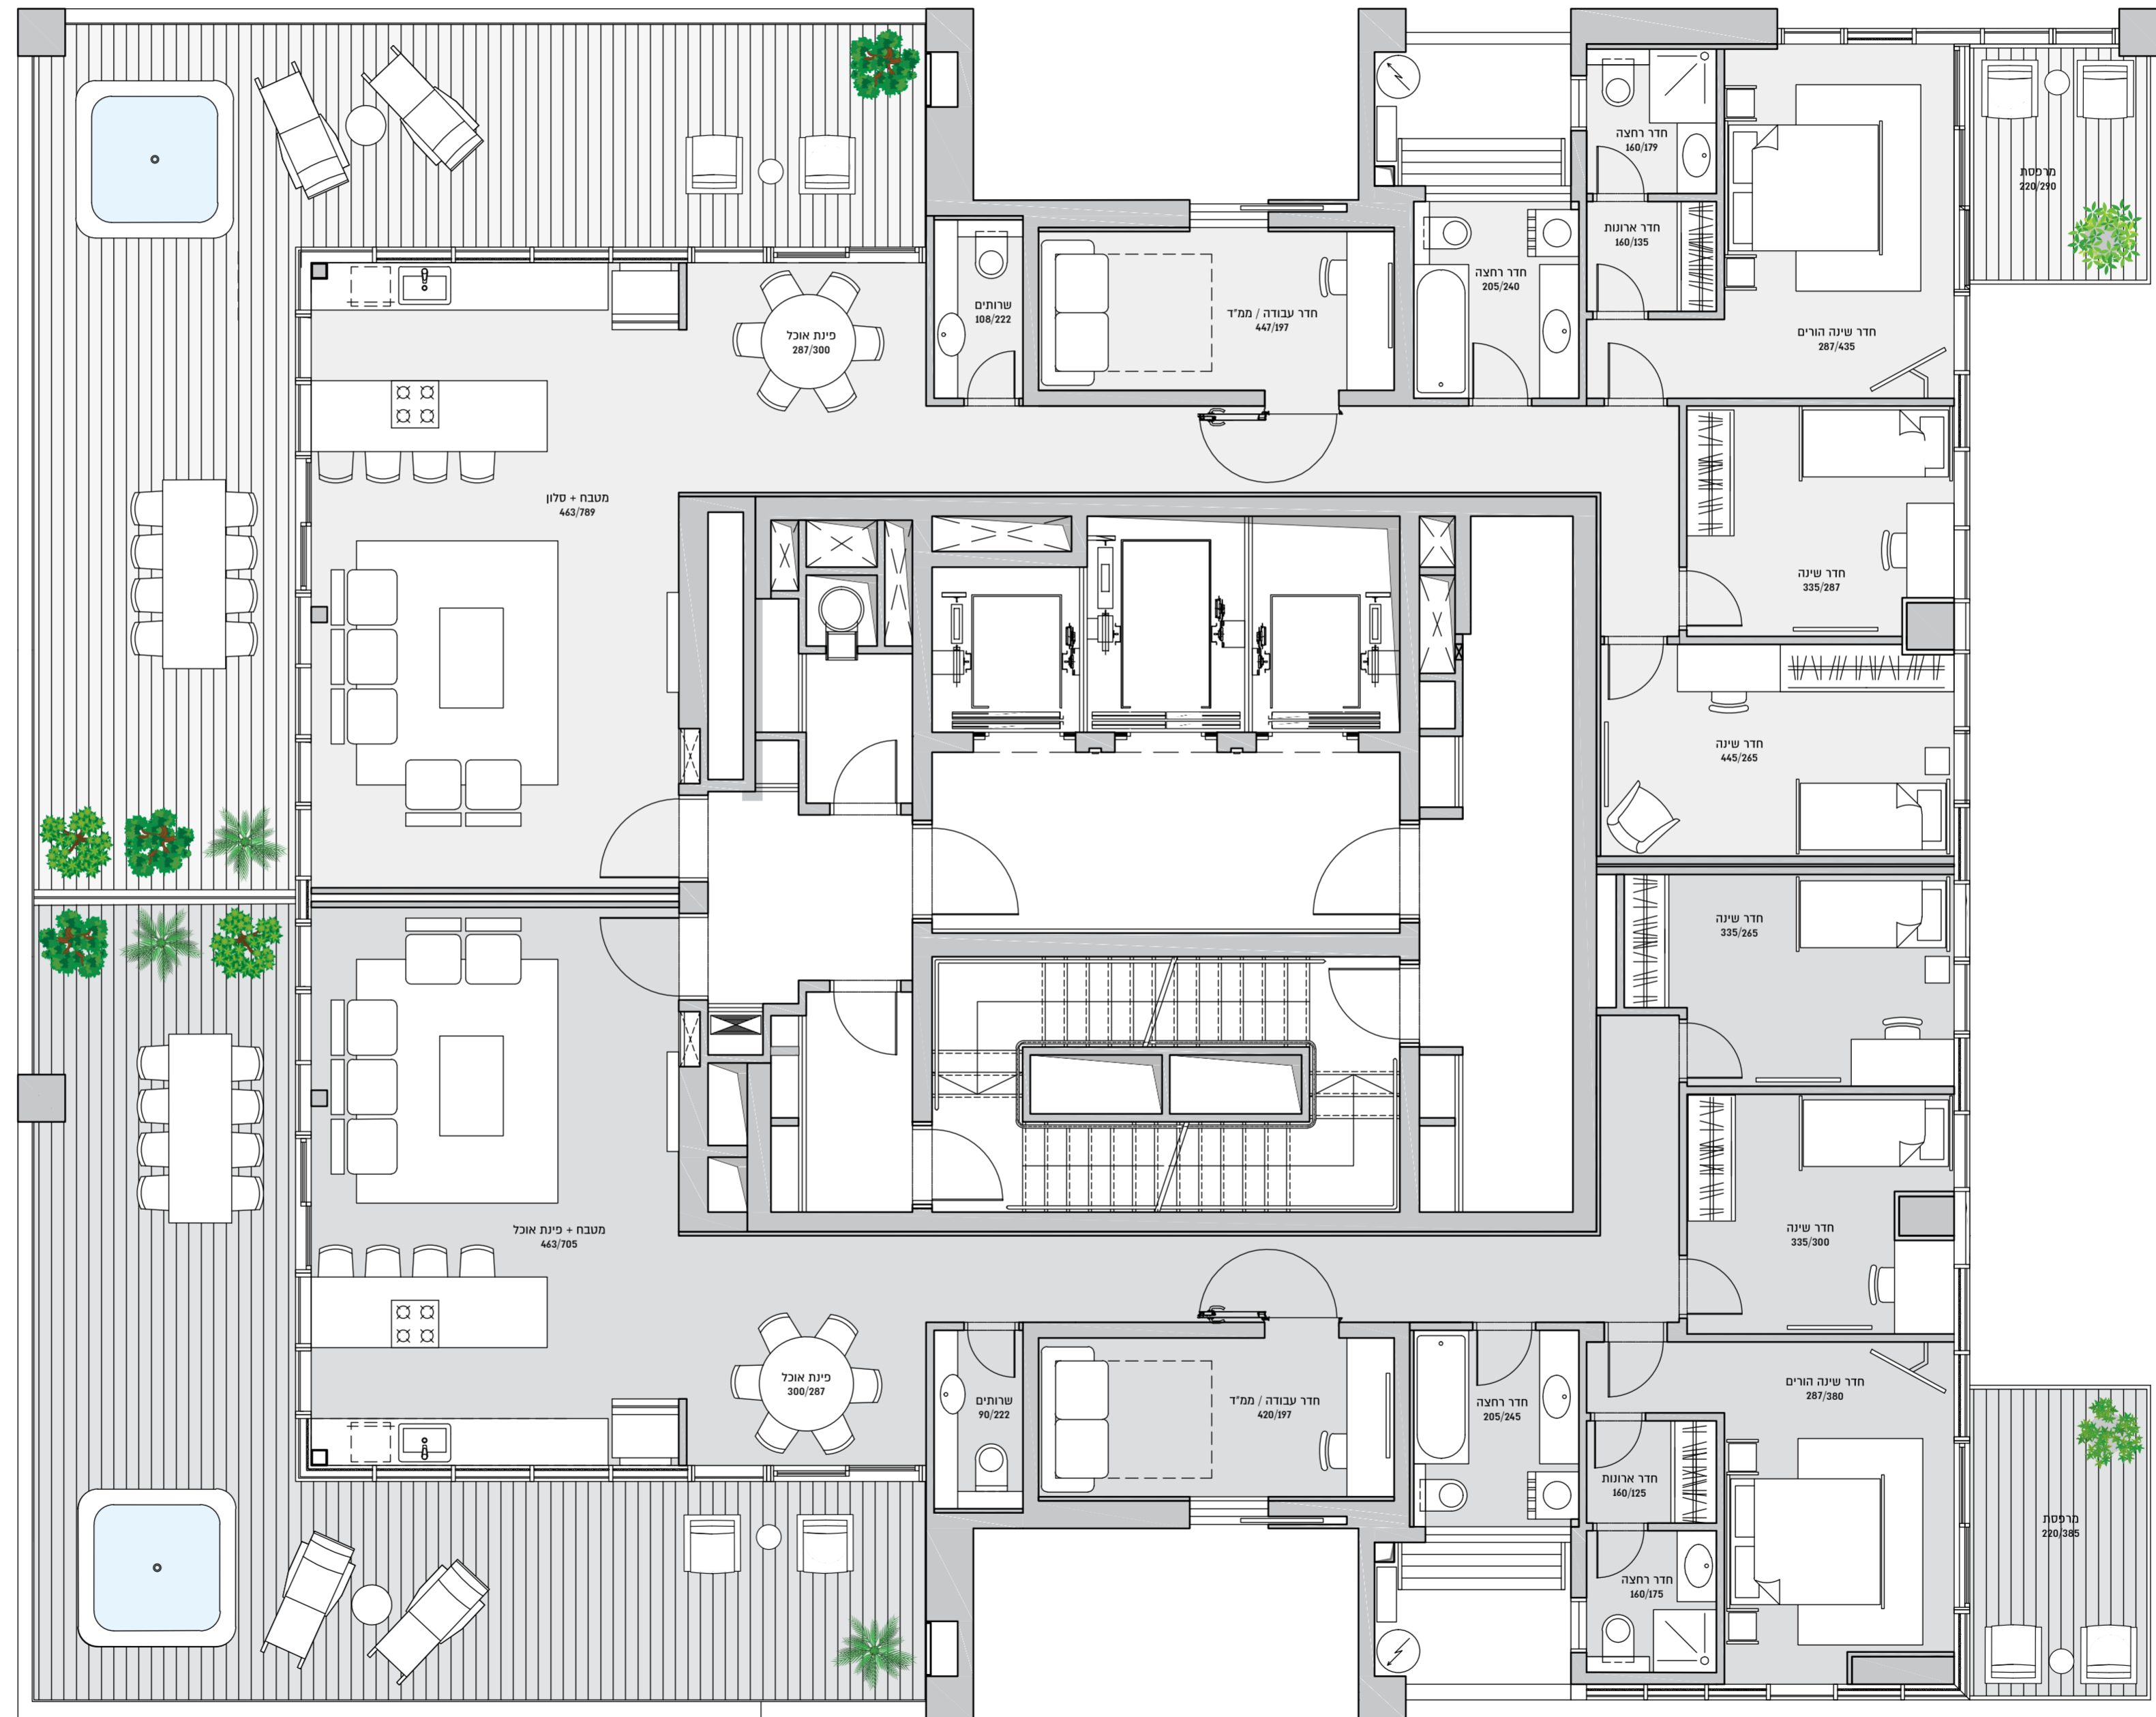 חדר רחצה
160/179
מרפסת
220/290
חדר ארונות
160/135
חדר רחצה
205/240
שרותים
108/222
חדר עבודה / ממ"ד
447/197
חדר שינה הורים
287/435
פינת אוכל
287/300
מטבח + סלון
463/789
חדר שינה
335/287
חדר שינה
445/265
חדר שינה
335/265
חדר שינה
335/300
מטבח + פינת אוכל
463/705
פינת אוכל
300/287
שרותים
90/222
חדר עבודה / ממ"ד
420/197
חדר רחצה
205/245
חדר שינה הורים
287/380
חדר ארונות
160/125
מרפסת
220/385
חדר רחצה
160/175